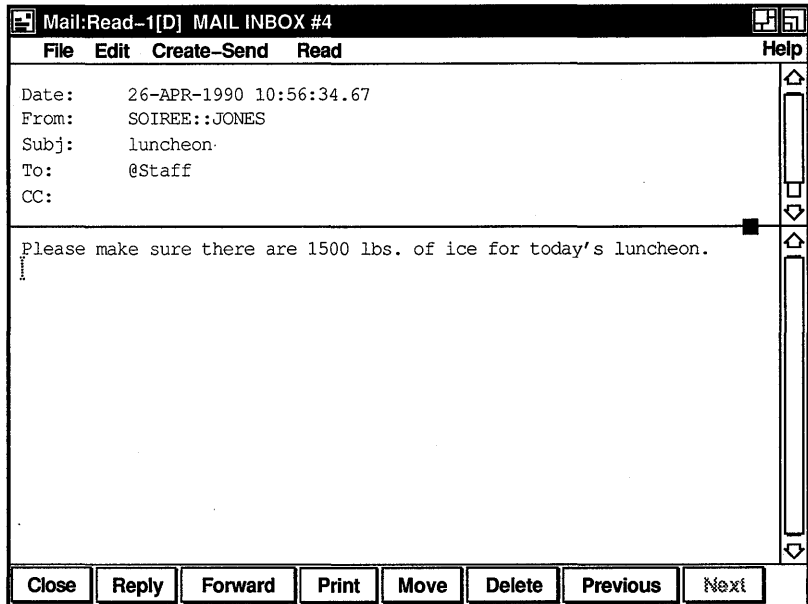 Mail:Read–1[D] MAIL INBOX #4
File Edit Create–Send Read Help
Date: 26-APR-1990 10:56:34.67
From: SOIREE::JONES
Subj: luncheon
To: @Staff
CC:
Please make sure there are 1500 lbs. of ice for today's luncheon.
Close Reply Forward Print Move Delete Previous Next